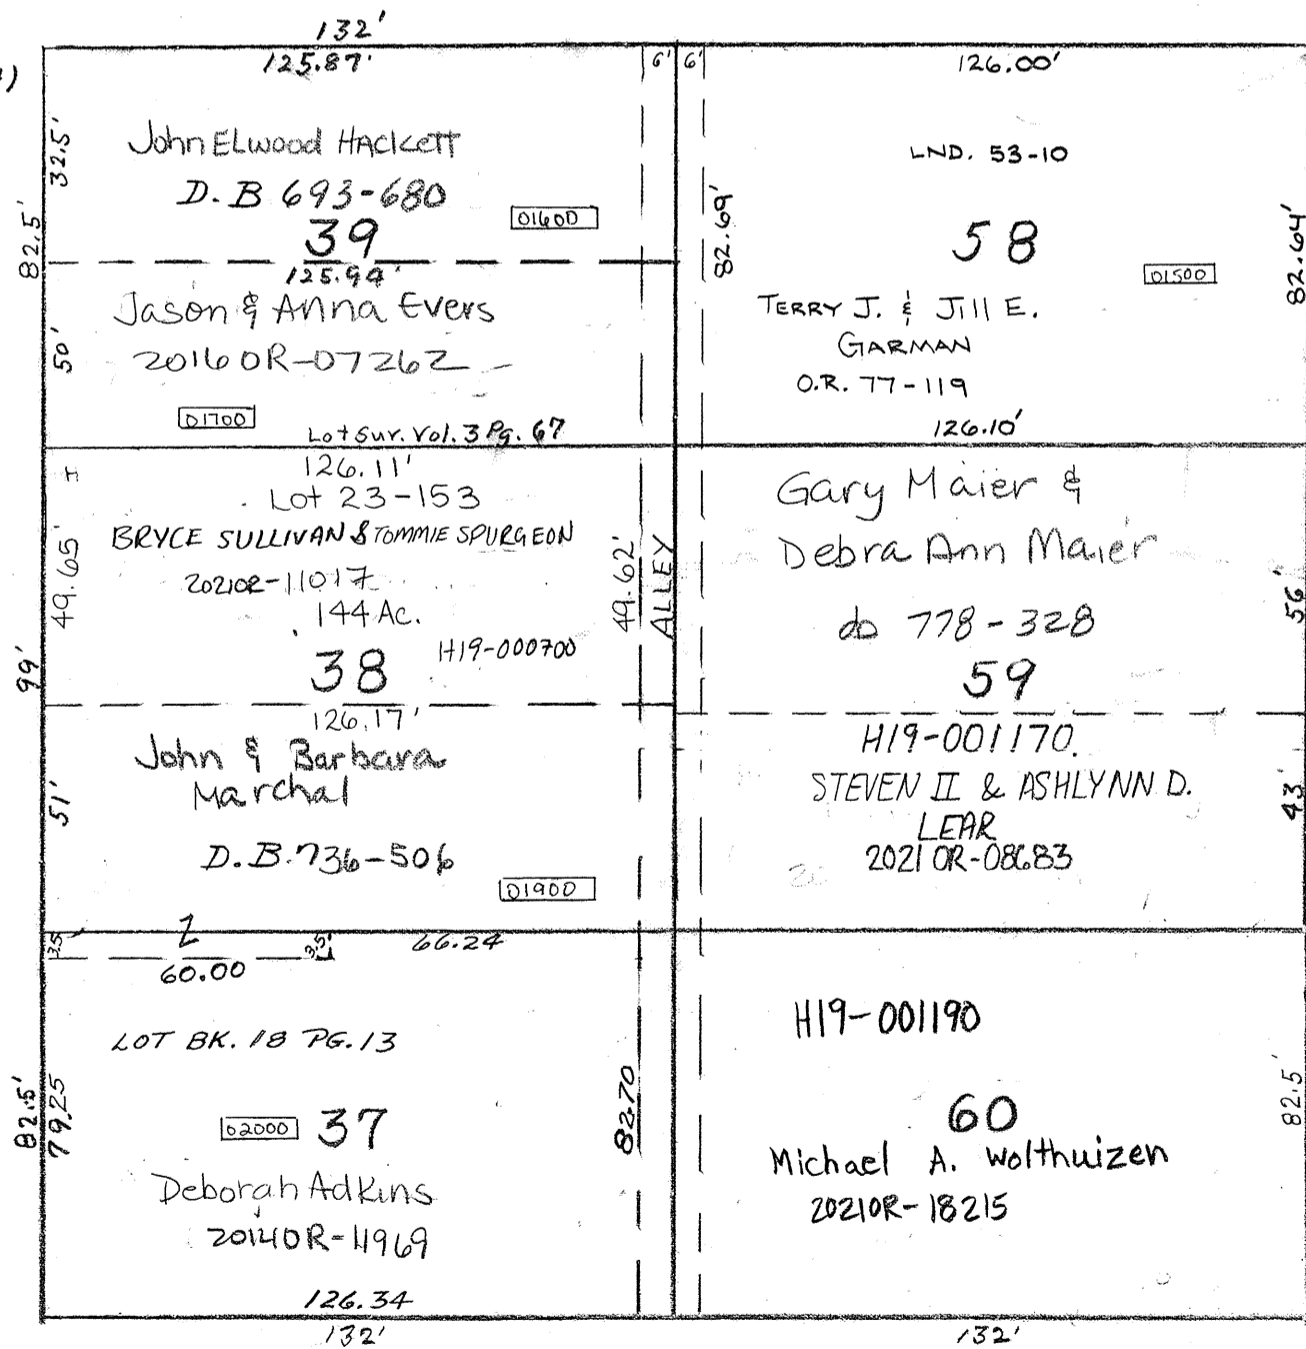 132'
125.87'
6' 6'
126.00'
32.5'
82.5'
John ELwood HACKETT
D. B 693-680
01600
39
125.94'
50'
Jason & Anna Evers
2016 OR-07262
01700
Lot Sur. Vol. 3 Pg. 67
LND. 53-10
82.69'
58
01500
82.64'
TERRY J. & Jill E.
GARMAN
O.R. 77-119
126.10'
126.11'
Lot 23-153
BRYCE SULLIVAN & TOMMIE SPURGEON
2021OR-11017
.144 Ac.
49.65'
99'
38
H19-000700
49.62'
ALLEY
126.17'
John & Barbara
Marchal
51'
D.B. 736-506
01900
Gary Maier &
Debra Ann Maier
do 778-328
56'
59
H19-001170
STEVEN II & ASHLYNN D.
LEAR
2021 OR-08683
43'
3.5'
Z
3.5'
66.24
60.00
LOT BK. 18 PG. 13
82.5'
79.25
02000
37
82.70
Deborah Adkins
2014OR-11969
126.34
132'
H19-001190
60
82.5'
Michael A. Wolthuizen
2021OR-18215
132'